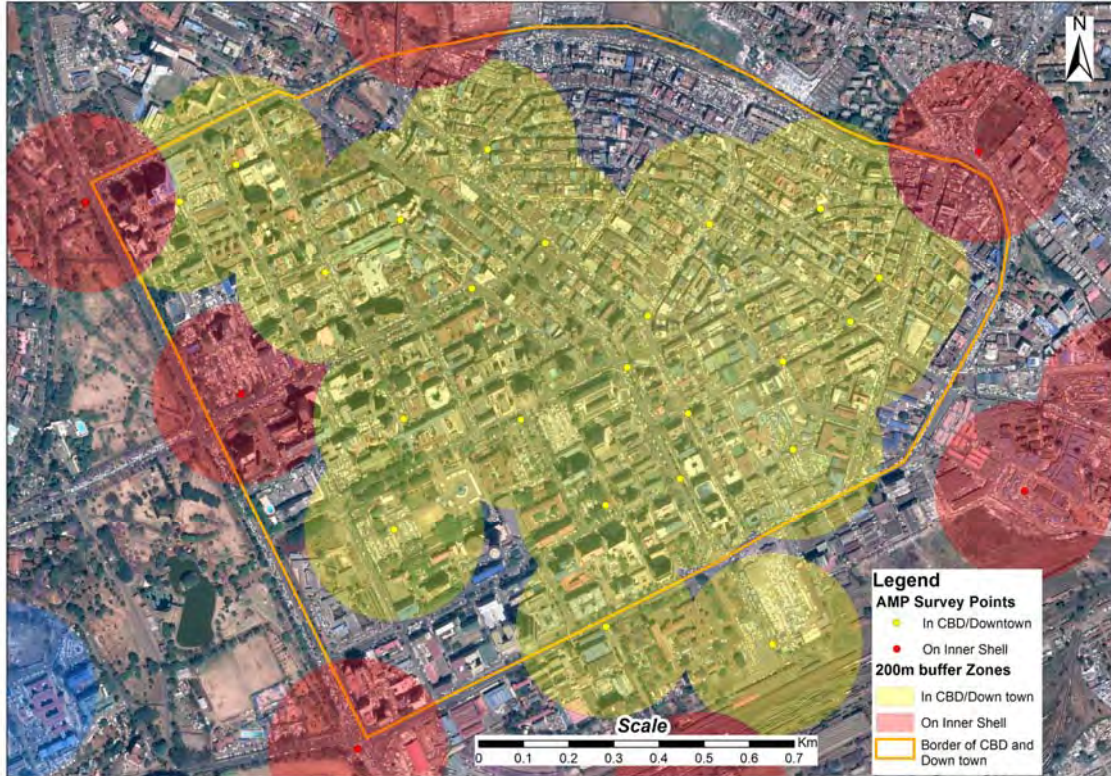 N
Legend
AMP Survey Points
In CBD/Downtown
On Inner Shell
200m buffer Zones
In CBD/Down town
On Inner Shell
Border of CBD and
Down town
Scale
Km
0 0.1 0.2 0.3 0.4 0.5 0.6 0.7